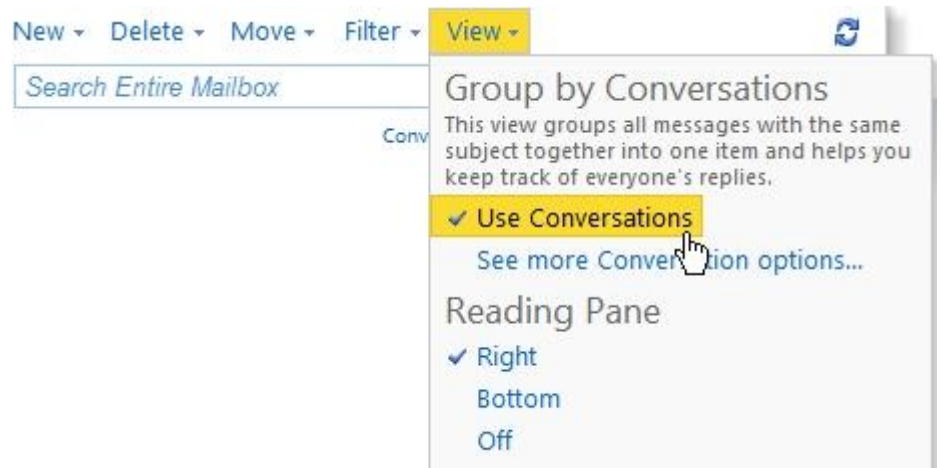 New Delete Move Filter View
Search Entire Mailbox
Conv
Group by Conversations
This view groups all messages with the same
subject together into one item and helps you
keep track of everyone's replies.
Use Conversations
See more Conver tion options...
Reading Pane
Right
Bottom
Off